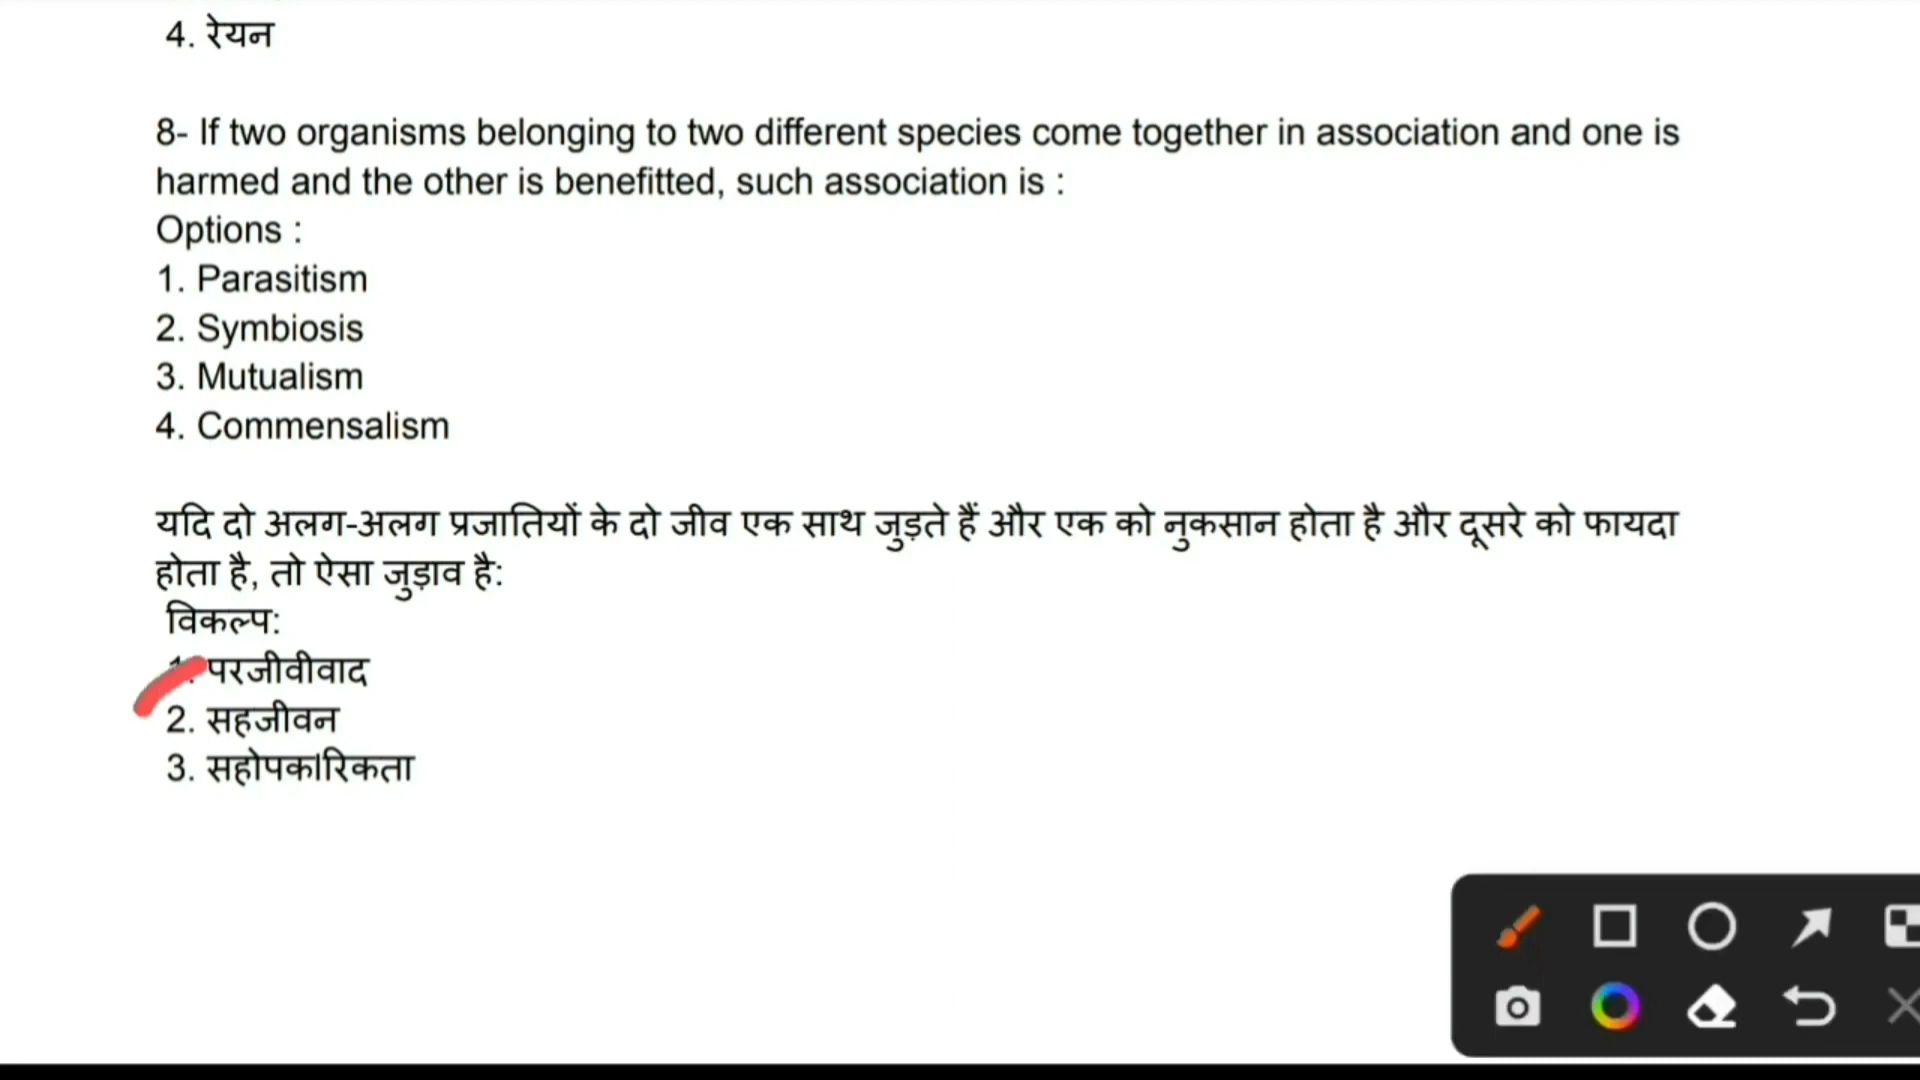 4. रेयन
8- If two organisms belonging to two different species come together in association and one is
harmed and the other is benefitted, such association is :
Options :
1. Parasitism
2. Symbiosis
3. Mutualism
4. Commensalism
यदि दो अलग-अलग प्रजातियों के दो जीव एक साथ जुड़ते हैं और एक को नुकसान होता है और दूसरे को फायदा
होता है, तो ऐसा जुड़ाव है:
विकल्प:
1. परजीवीवाद
2. सहजीवन
3. सहोपकारिकता